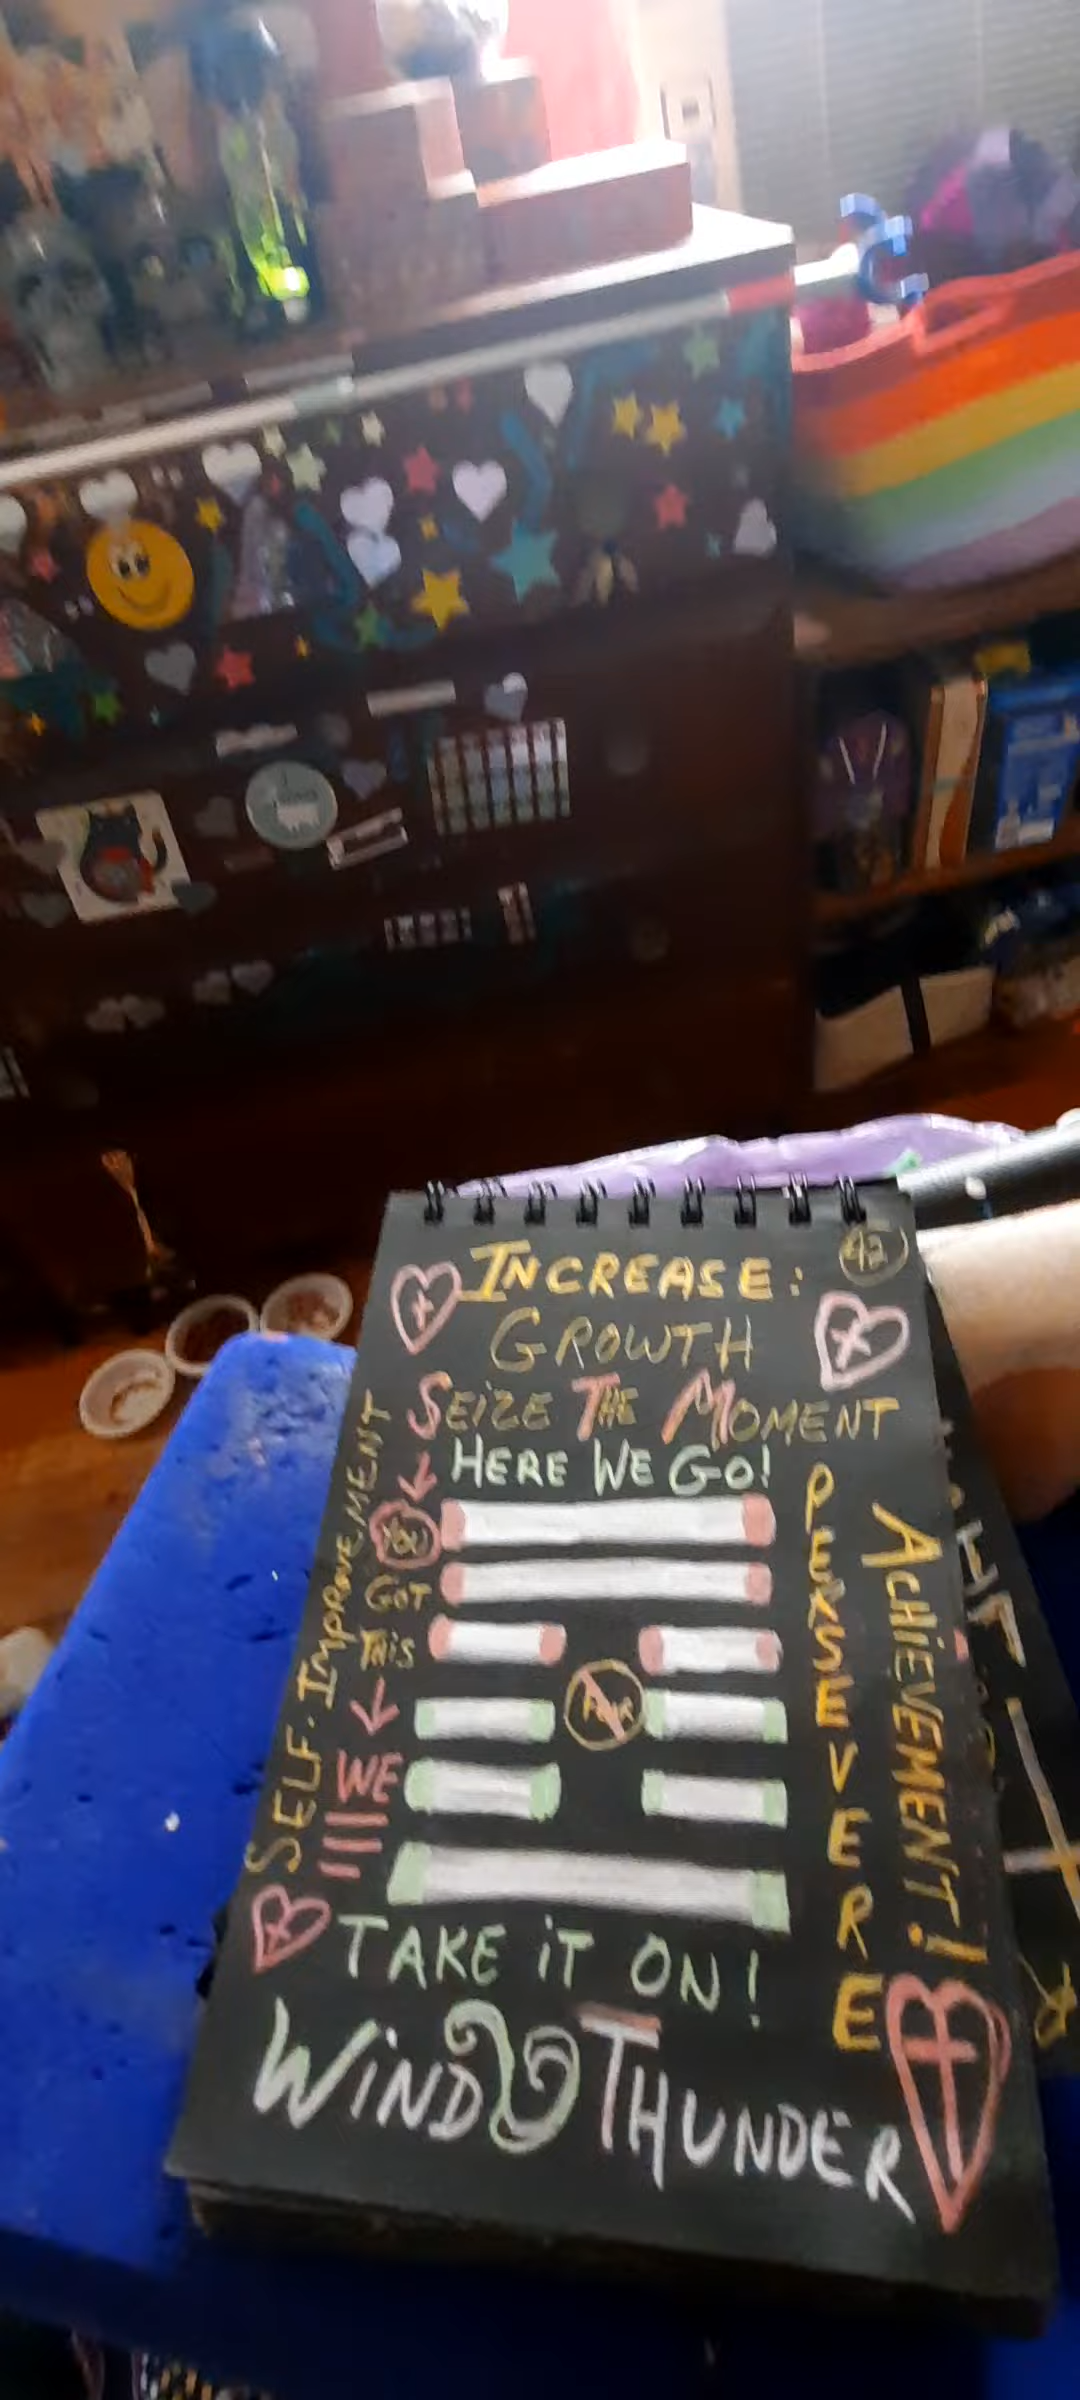 42
INCREASE:
GROWTH
SEIZE THE MOMENT
HERE WE GO!
YOU
GOT
THIS
WE
SELF-IMPROVEMENT
FEAR
PERSEVERE
ACHIEVEMENT!
TAKE IT ON!
WIND THUNDER